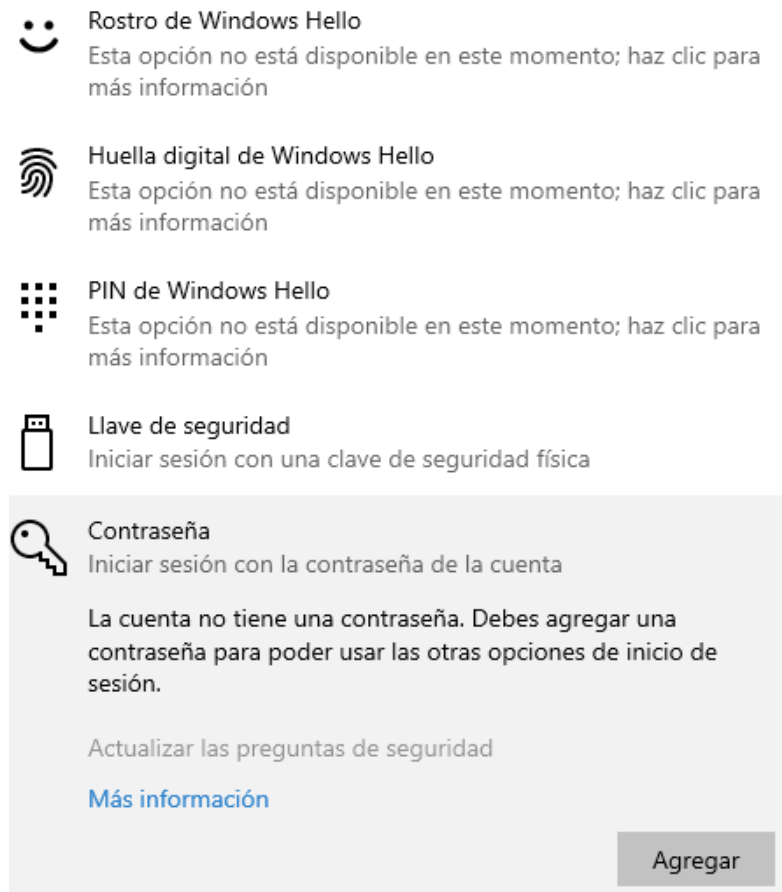 Rostro de Windows Hello
Esta opción no está disponible en este momento; haz clic para
más información
Huella digital de Windows Hello
Esta opción no está disponible en este momento; haz clic para
más información
PIN de Windows Hello
Esta opción no está disponible en este momento; haz clic para
más información
Llave de seguridad
Iniciar sesión con una clave de seguridad física
Contraseña
Iniciar sesión con la contraseña de la cuenta
La cuenta no tiene una contraseña. Debes agregar una
contraseña para poder usar las otras opciones de inicio de
sesión.
Actualizar las preguntas de seguridad
Más información
Agregar